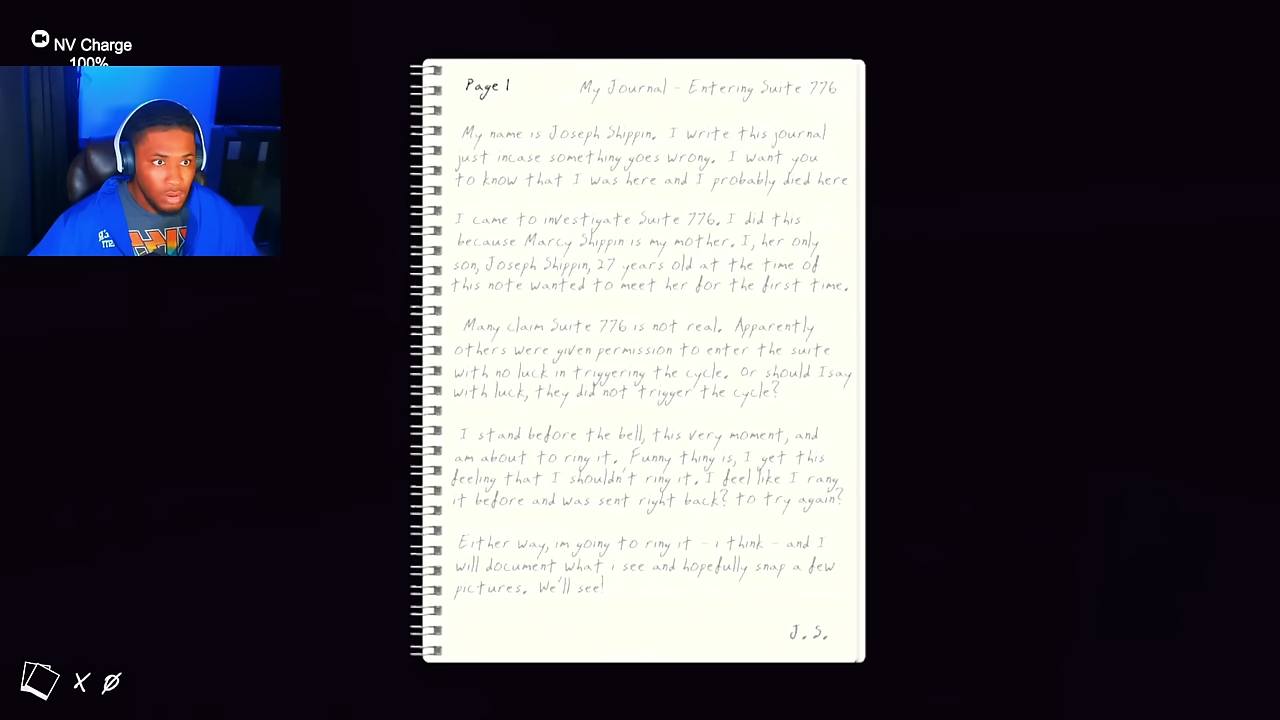 NV Charge
100%
Page 1
My Journal - Entering Suite 776
My name is Joseph Shippin. I write this journal
just incase something goes wrong. I want you
to know that I was here and I probably died here
I came to investigate Suite 776. I did this
because Marcy Shippin is my mother. I, her only
son, Joseph Shippin, 27 years old at the time of
this note wanted to meet her for the first time.
Many claim Suite 776 is not real. Apparently
others were given permission to enter the suite
with no luck in triggering the cycle. Or should I say
with luck, they did not trigger the cycle?
I stand before the bell, this very moment, and
am about to ring it. Funny thing is, I get this
feeling that I shouldn't ring it. I feel like I rang
it before and was sent right back? to try again?
Either way, im going to ring it - i think - and I
will document what i see and hopefully snap a few
pictures. We'll see!
J. S.
X 0